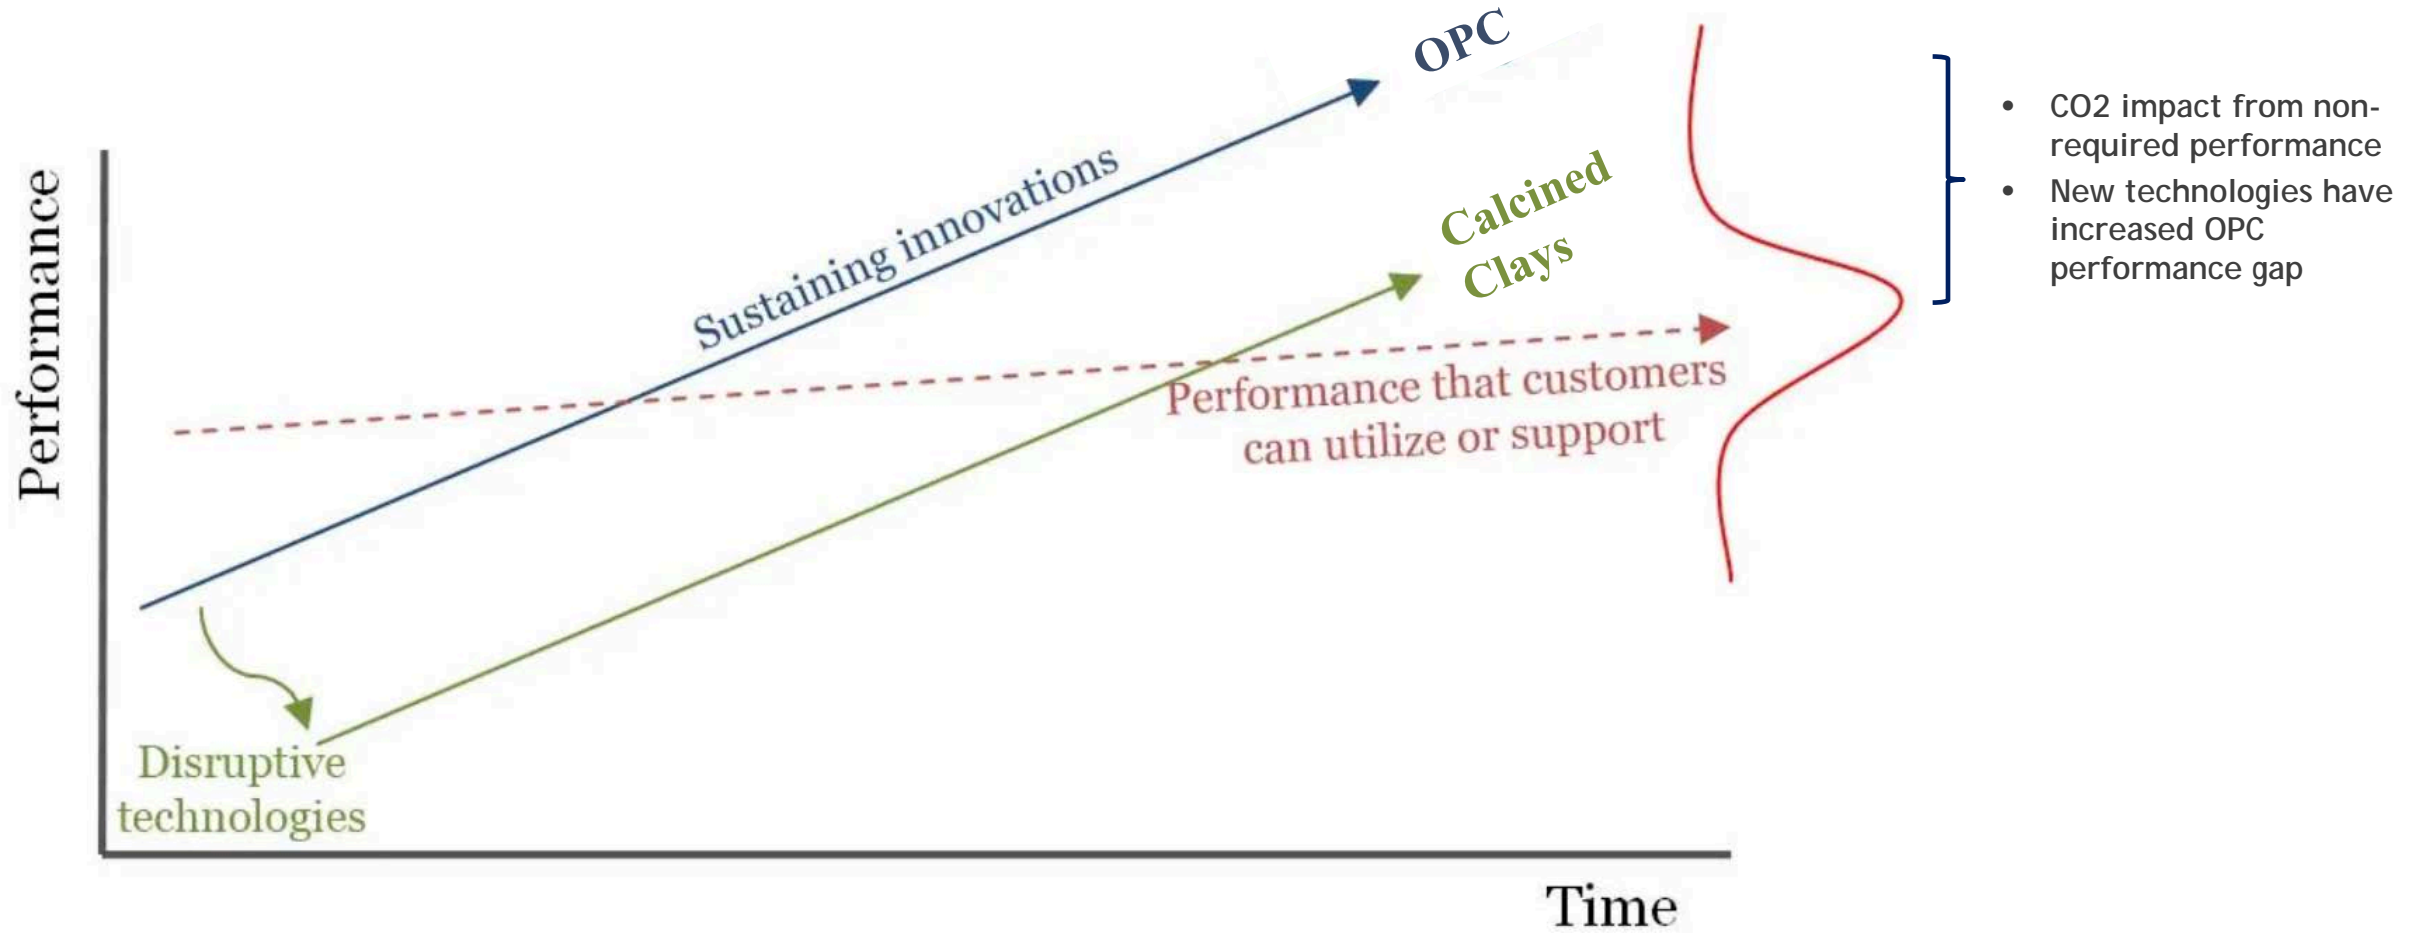 OPC
Sustaining innovations
Calcined
Clays
Performance
Performance that customers
can utilize or support
Disruptive
technologies
Time
• CO2 impact from non-
required performance
• New technologies have
increased OPC
performance gap